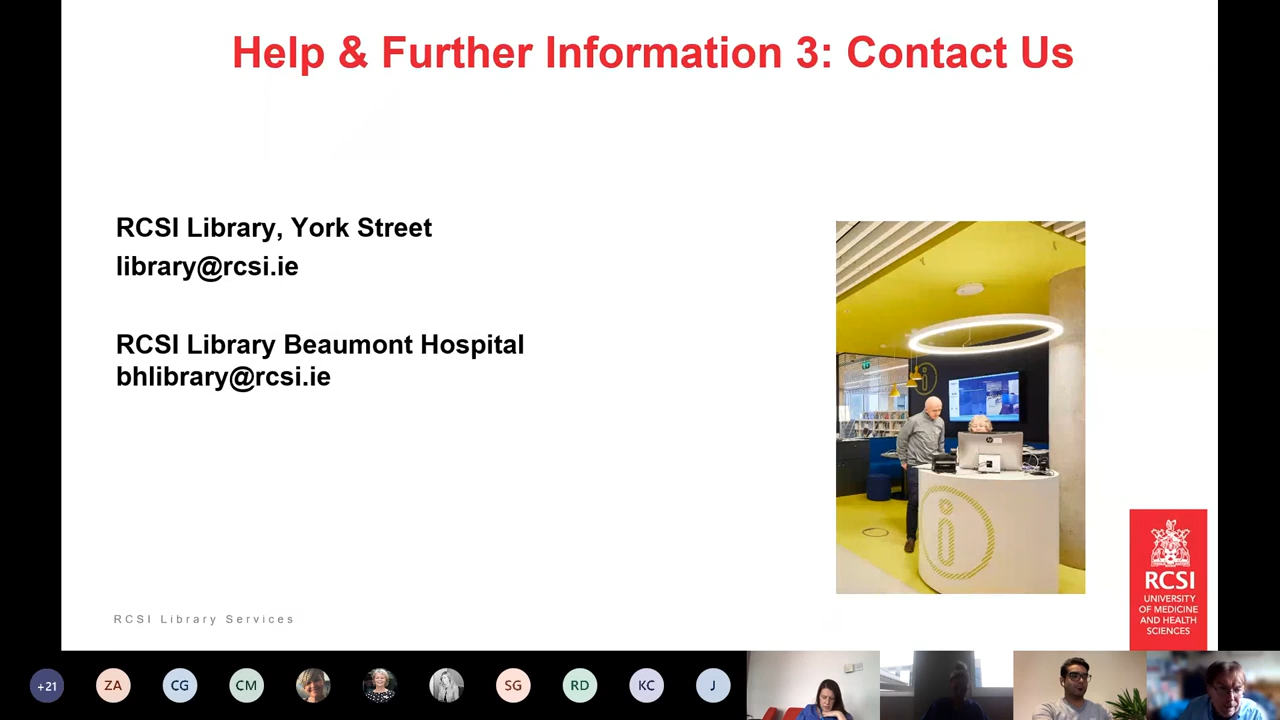 Help & Further Information 3: Contact Us
RCSI Library, York Street
library@rcsi.ie
RCSI Library Beaumont Hospital
bhlibrary@rcsi.ie
i
i
hp
RCSI
UNIVERSITY
OF MEDICINE
AND HEALTH
SCIENCES
RCSI Library Services
+21
ZA
CG
CM
SG
RD
KC
J